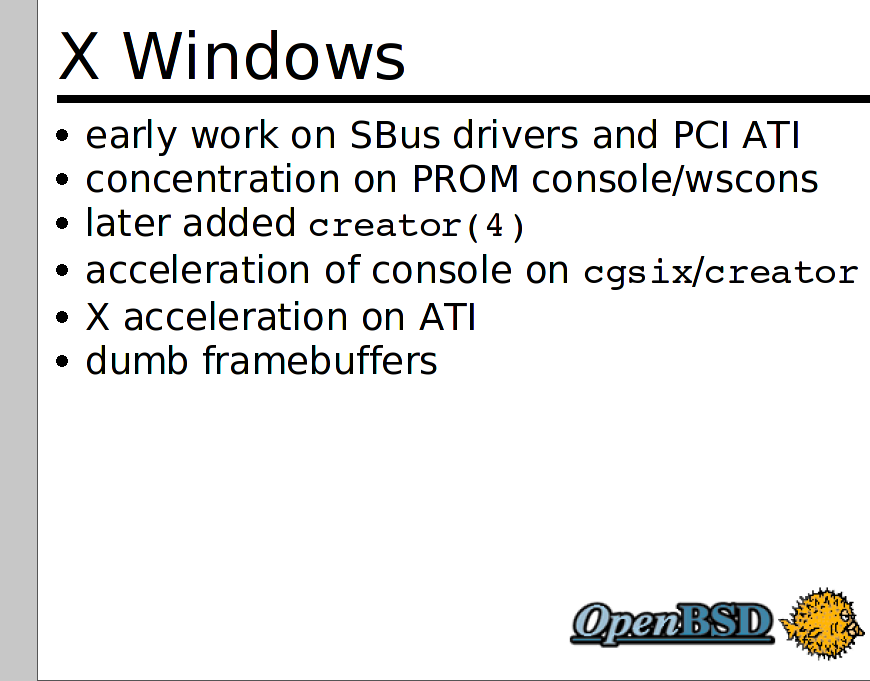 X Windows
• early work on SBus drivers and PCI ATI
• concentration on PROM console/wscons
• later added creator(4)
• acceleration of console on cgsix/creator
• X acceleration on ATI
• dumb framebuffers
OpenBSD